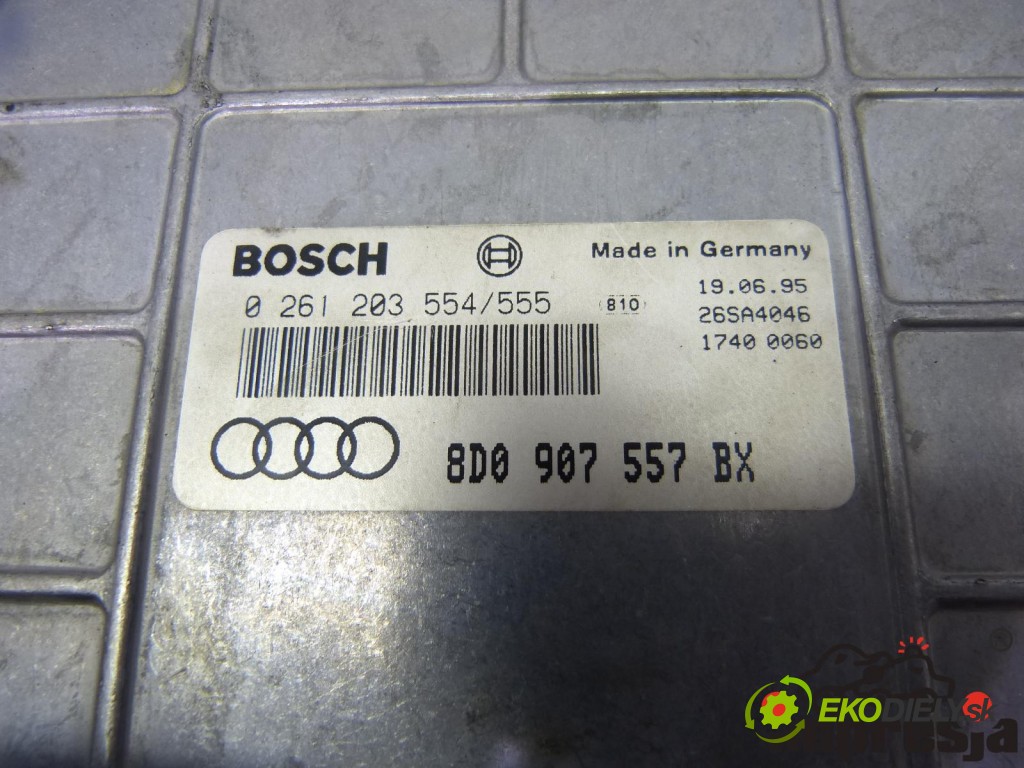 BOSCH
Made in Germany
0 261 203 554/555
(810)
19.06.95
26SA4046
1740 0060
8D0 907 557 BX
EKODIELY.sk